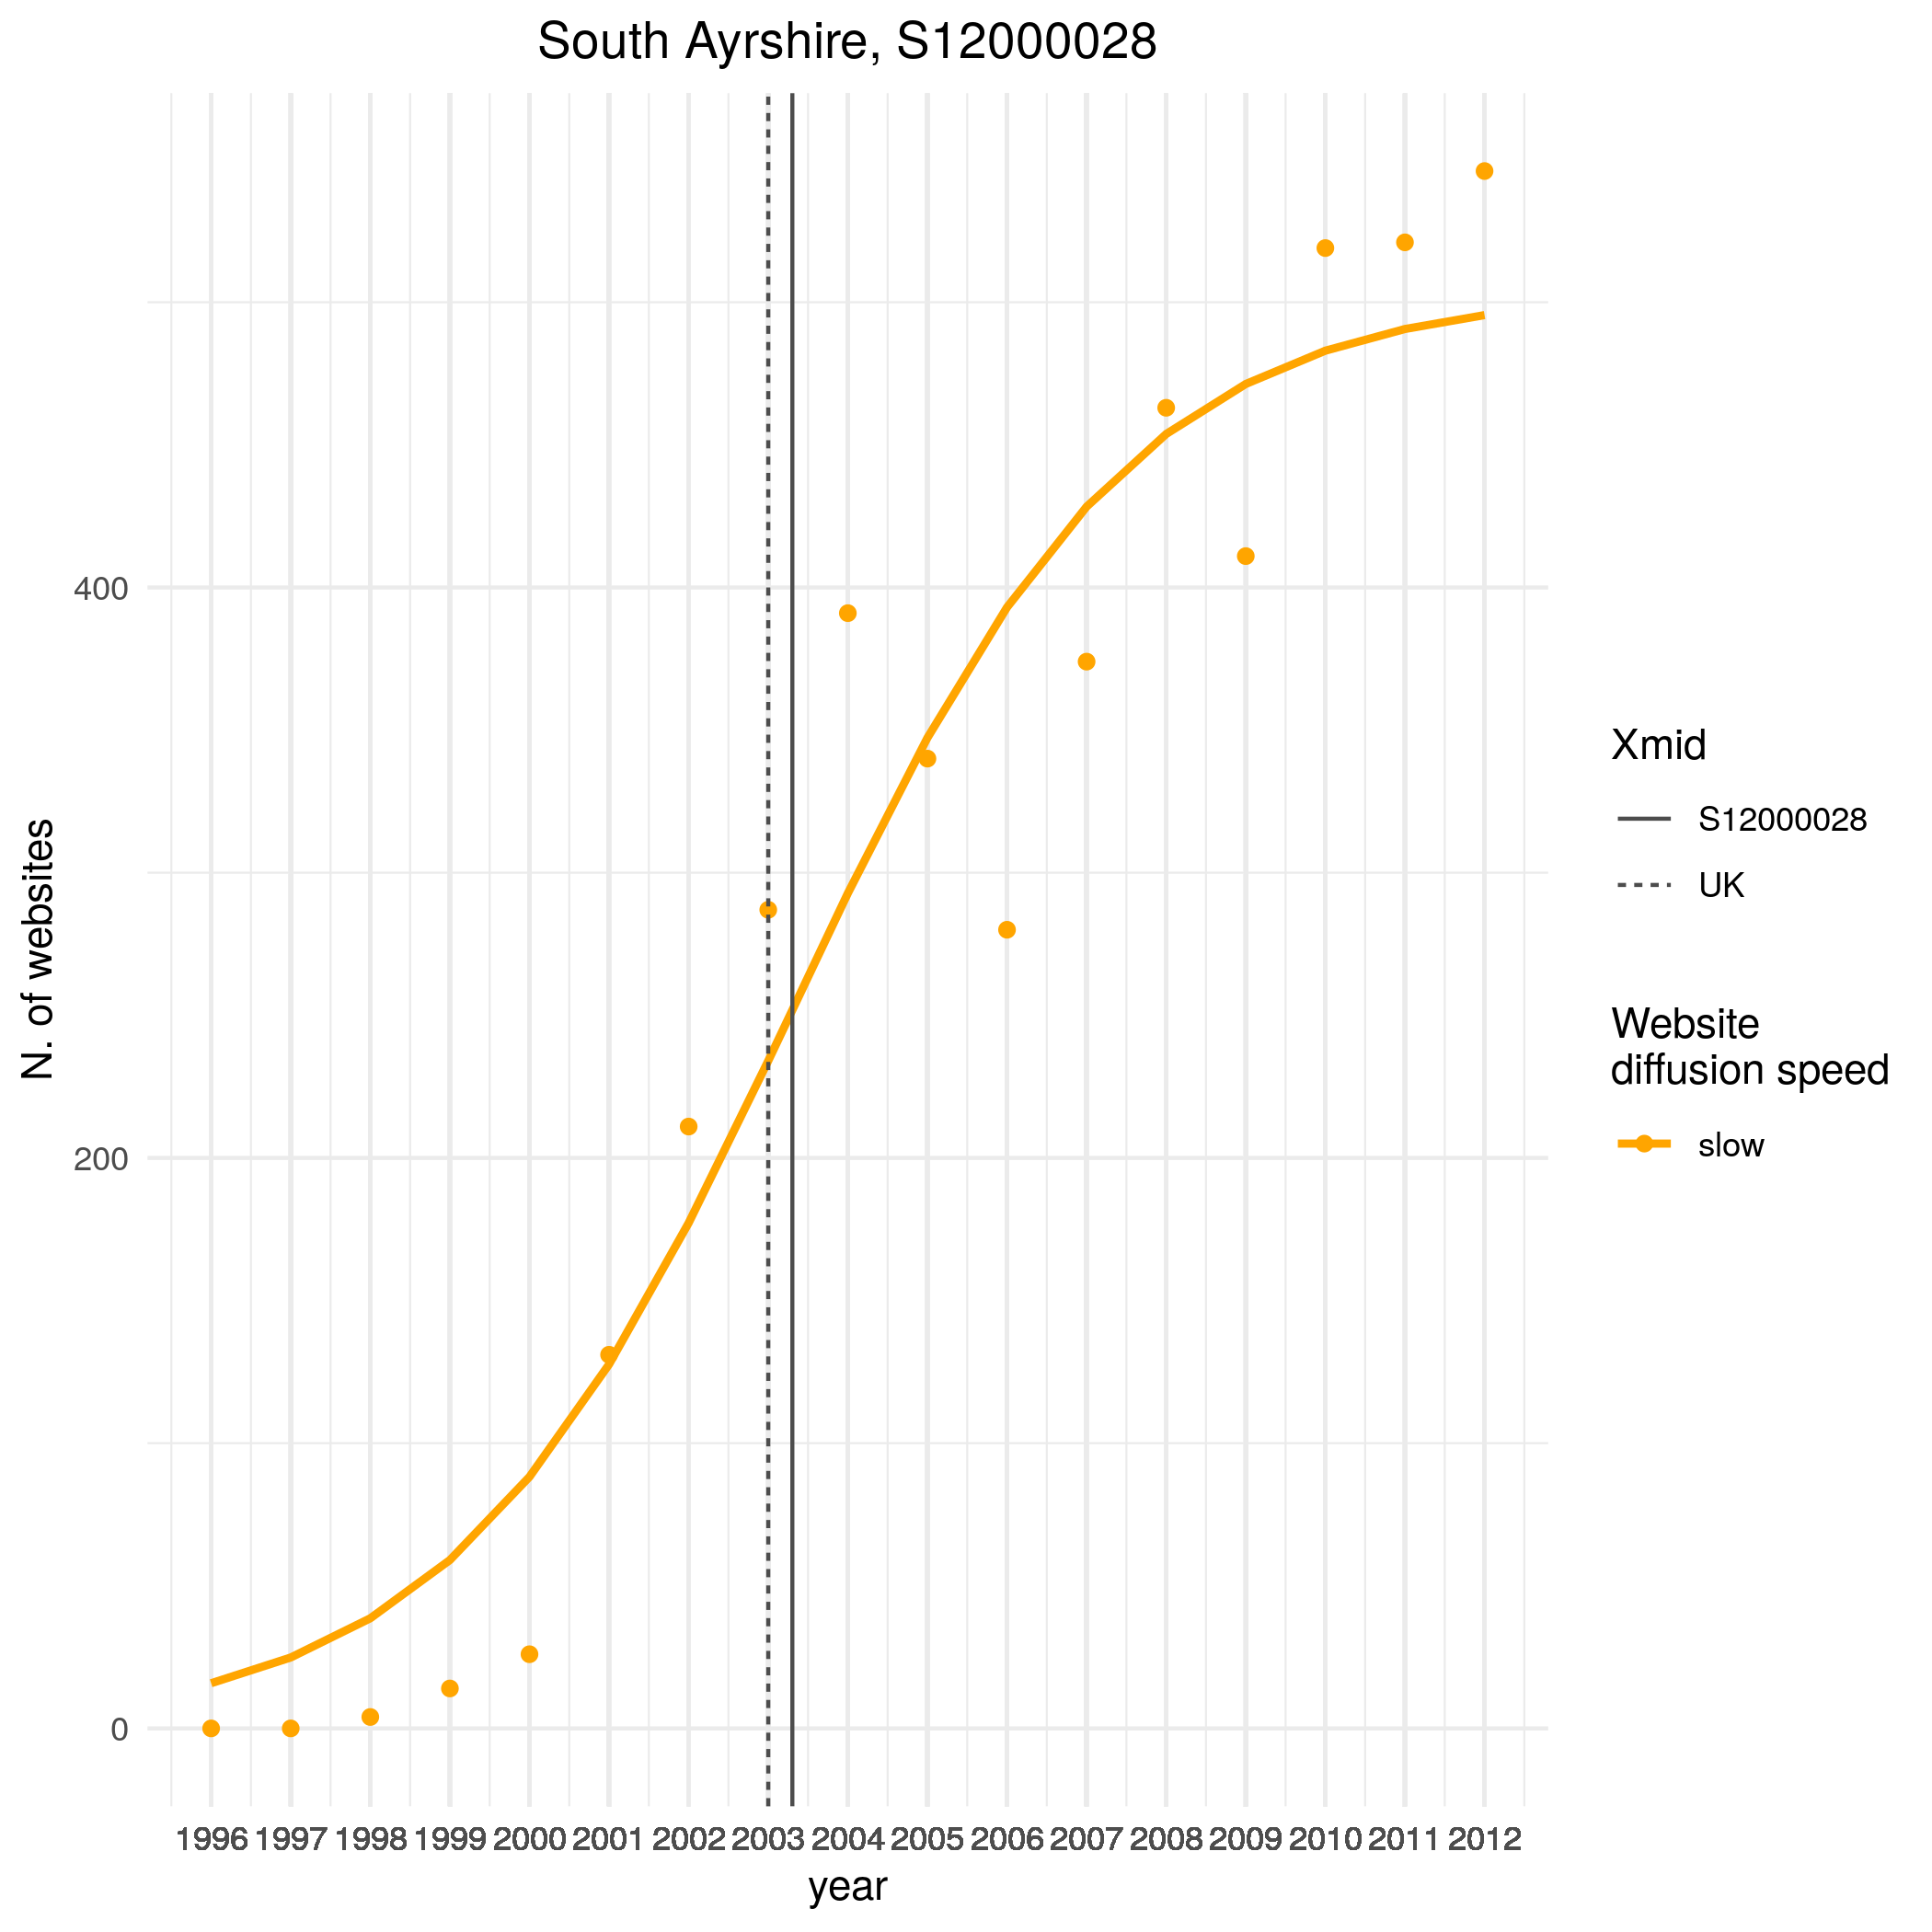 South Ayrshire, S12000028
N. of websites
400
200
0
1996 1997 1998 1999 2000 2001 2002 2003 2004 2005 2006 2007 2008 2009 2010 2011 2012
year
Xmid
S12000028
UK
Website
diffusion speed
slow